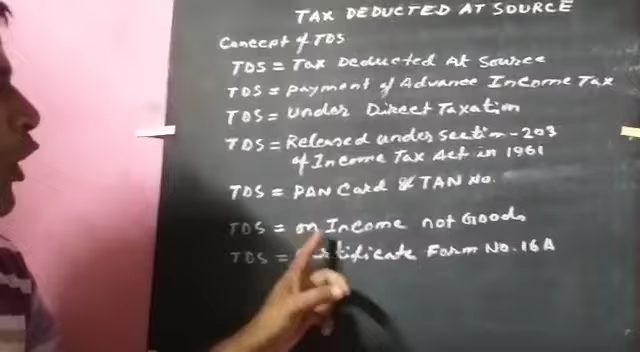 TAX DEDUCTED AT SOURCE
Concept of TDS
TDS = Tax Deducted At Source
TDS = payment of Advance Income Tax
TDS = Under Direct Taxation
TDS = Released under Section-203
of Income Tax Act in 1961
TDS = PAN Card & TAN No.
TDS = on Income not Goods
TDS = Certificate Form No. 16A